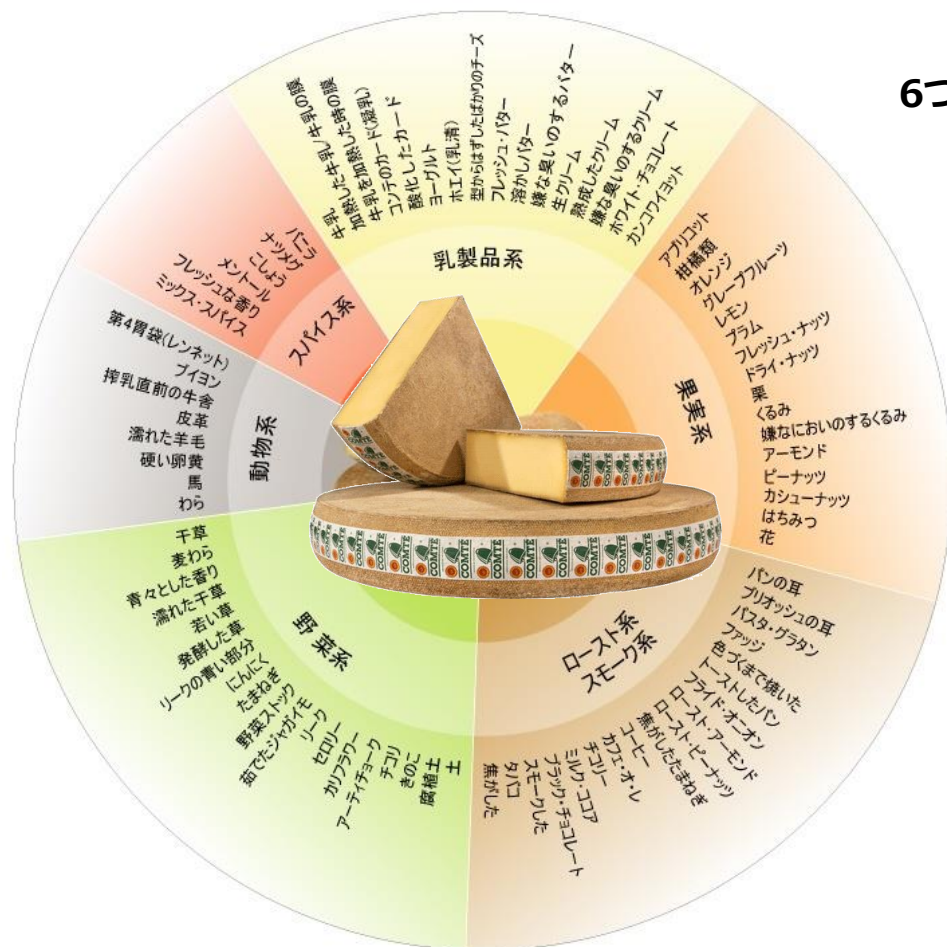 6つ
乳製品系
牛乳
加熱した牛乳/牛乳の膜
牛乳を加熱した時の膜
コンテのカード(凝乳)
酸化したカード
ヨーグルト
ホエイ(乳清)
型からはずしたばかりのチーズ
フレッシュ・バター
溶かしバター
嫌な臭いのするバター
生クリーム
熟成したクリーム
嫌な臭いのするクリーム
ホワイト・チョコレート
カンコワイヨット
果実系
アプリコット
柑橘類
オレンジ
グレープフルーツ
レモン
プラム
フレッシュ・ナッツ
ドライ・ナッツ
栗
くるみ
嫌なにおいのするくるみ
アーモンド
ピーナッツ
カシューナッツ
はちみつ
花
ロースト系
スモーク系
パンの耳
ブリオッシュの耳
パスタ・グラタン
ファッジ
色づくまで焼いた
トーストしたパン
フライド・オニオン
ロースト・アーモンド
ロースト・ピーナッツ
焦がしたたまねぎ
コーヒー
カフェ・オ・レ
チコリー
ミルク・ココア
ブラック・チョコレート
スモークした
タバコ
焦がした
野菜系
土
腐植土
きのこ
チコリ
アーティチョーク
カリフラワー
セロリー
リーク
茹でたジャガイモ
野菜ストック
たまねぎ
にんにく
リークの青い部分
発酵した草
若い草
濡れた干草
青々とした香り
麦わら
干草
動物系
わら
馬
硬い卵黄
濡れた羊毛
皮革
搾乳直前の牛舎
ブイヨン
第4胃袋(レンネット)
スパイス系
ミックス・スパイス
フレッシュな香り
メントール
こしょう
ナツメグ
バニラ
COMTÉ